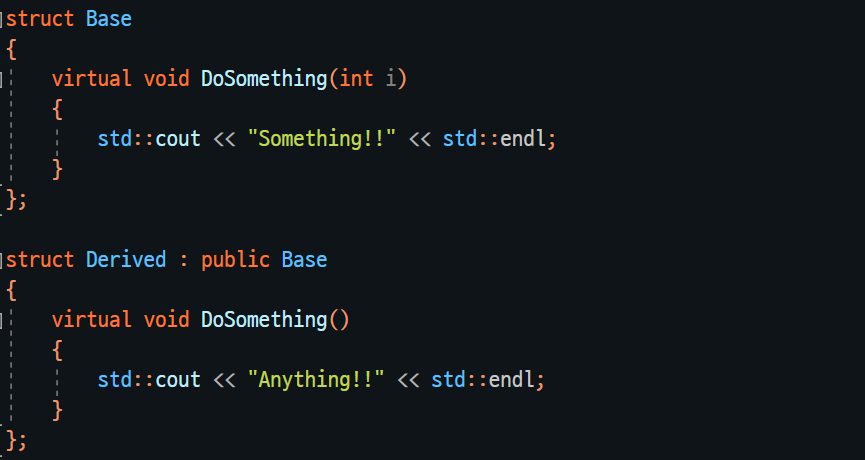 struct Base
{
    virtual void DoSomething(int i)
    {
        std::cout << "Something!!" << std::endl;
    }
};

struct Derived : public Base
{
    virtual void DoSomething()
    {
        std::cout << "Anything!!" << std::endl;
    }
};